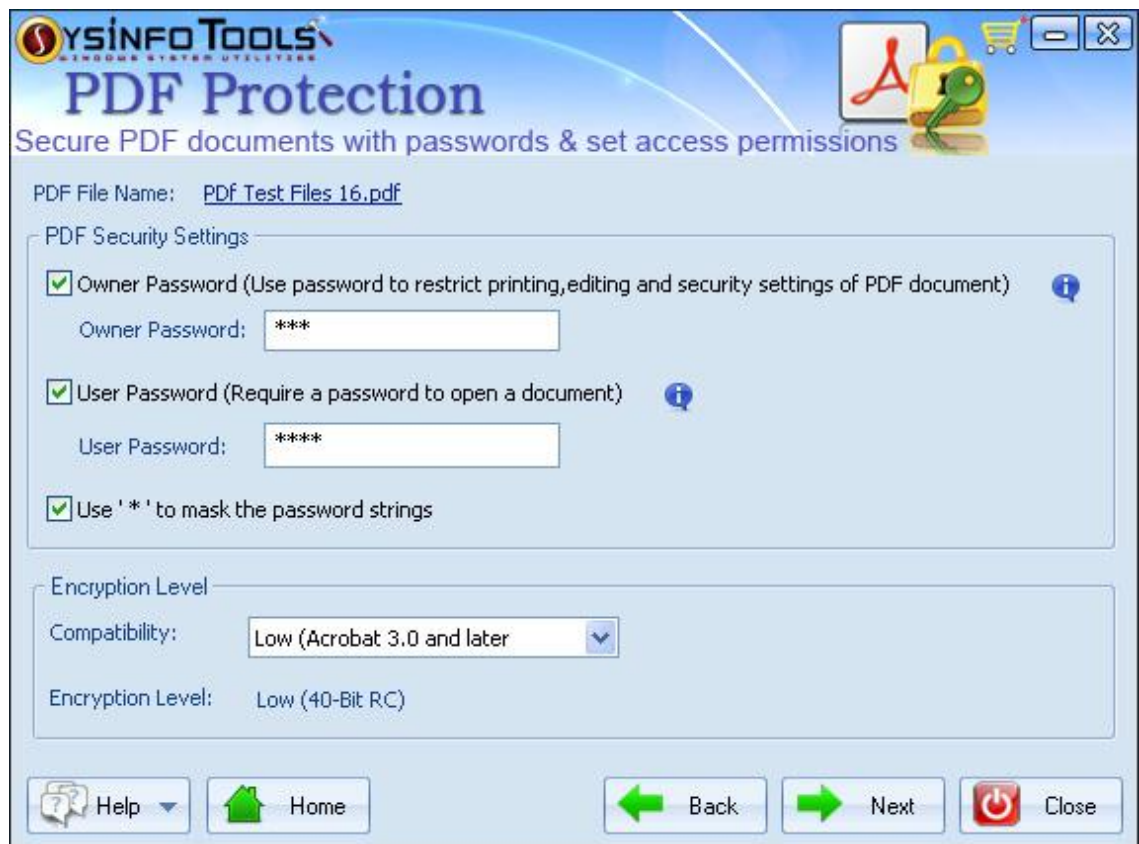 SYSINFO TOOLS
WINDOWS SYSTEM UTILITIES
PDF Protection
Secure PDF documents with passwords & set access permissions
PDF File Name: PDf Test Files 16.pdf
PDF Security Settings
Owner Password (Use password to restrict printing,editing and security settings of PDF document)
Owner Password: ***
User Password (Require a password to open a document)
User Password: ****
Use ' * ' to mask the password strings
Encryption Level
Compatibility: Low (Acrobat 3.0 and later
Encryption Level: Low (40-Bit RC)
Help Home Back Next Close